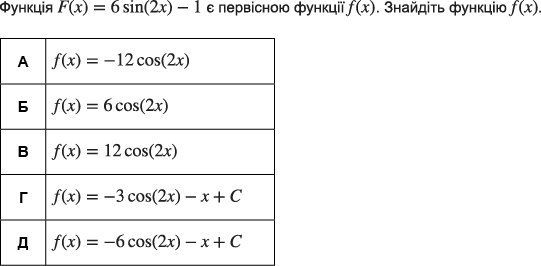 Функція F(x) = 6 sin(2x) − 1 є первісною функції f(x). Знайдіть функцію f(x).
А f(x) = −12 cos(2x)
Б f(x) = 6 cos(2x)
В f(x) = 12 cos(2x)
Г f(x) = −3 cos(2x) − x + C
Д f(x) = −6 cos(2x) − x + C